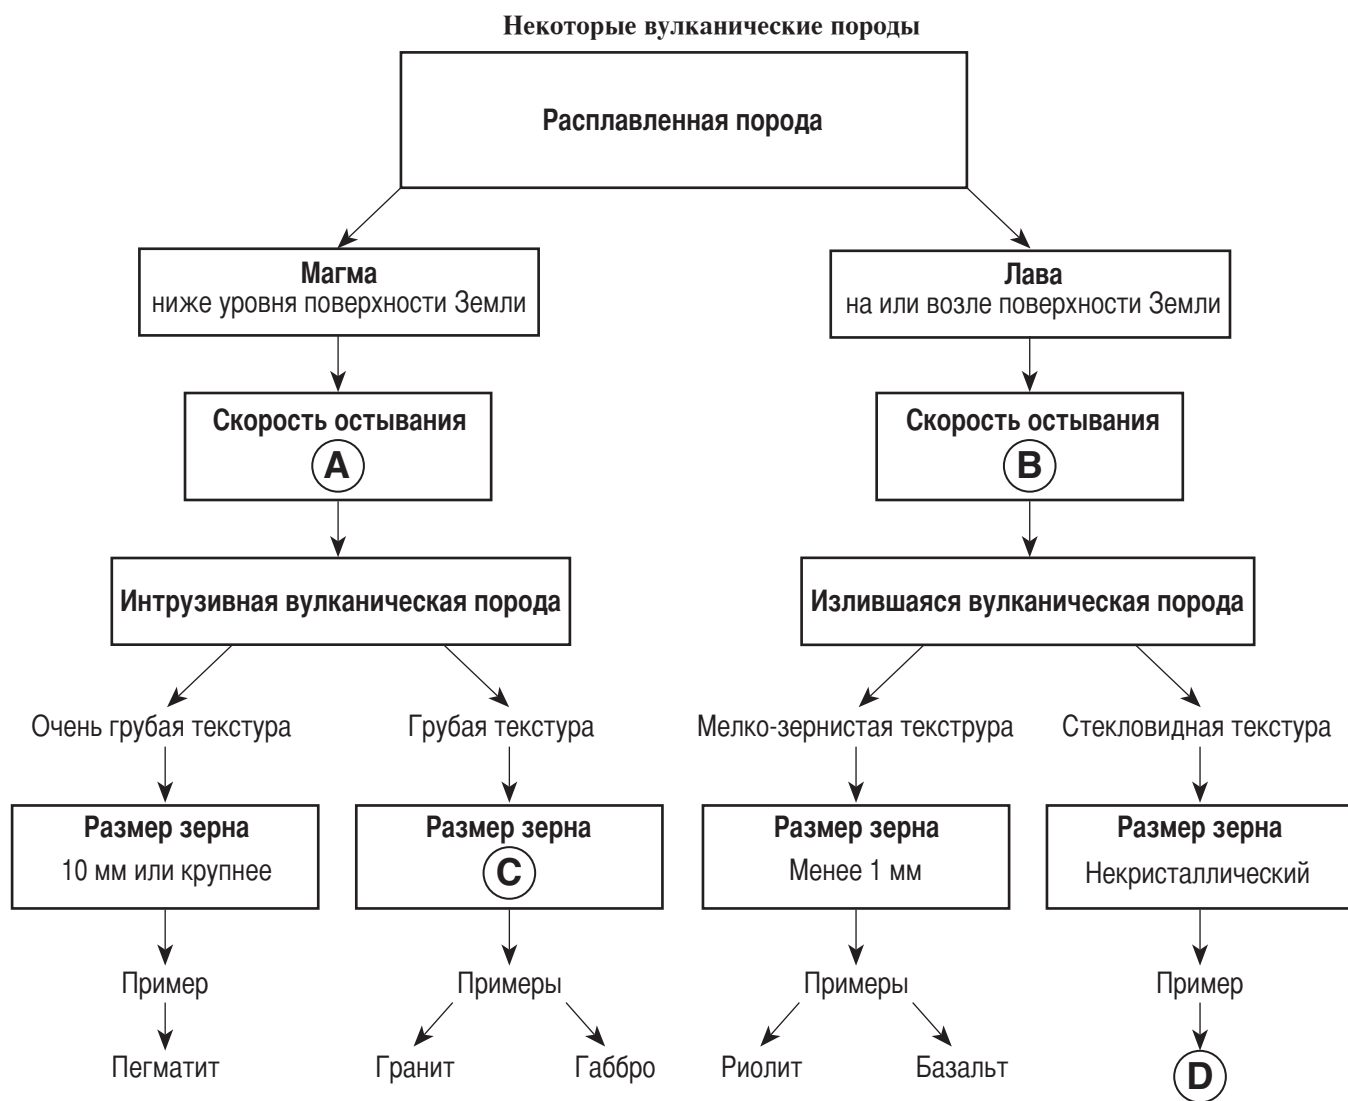 Некоторые вулканические породы
Расплавленная порода
Магма
ниже уровня поверхности Земли
Лава
на или возле поверхности Земли
Скорость остывания
A
Скорость остывания
B
Интрузивная вулканическая порода
Излившаяся вулканическая порода
Очень грубая текстура
Грубая текстура
Мелко-зернистая текструра
Стекловидная текстура
Размер зерна
10 мм или крупнее
Размер зерна
C
Размер зерна
Менее 1 мм
Размер зерна
Некристаллический
Пример
Примеры
Примеры
Пример
Пегматит
Гранит
Габбро
Риолит
Базальт
D